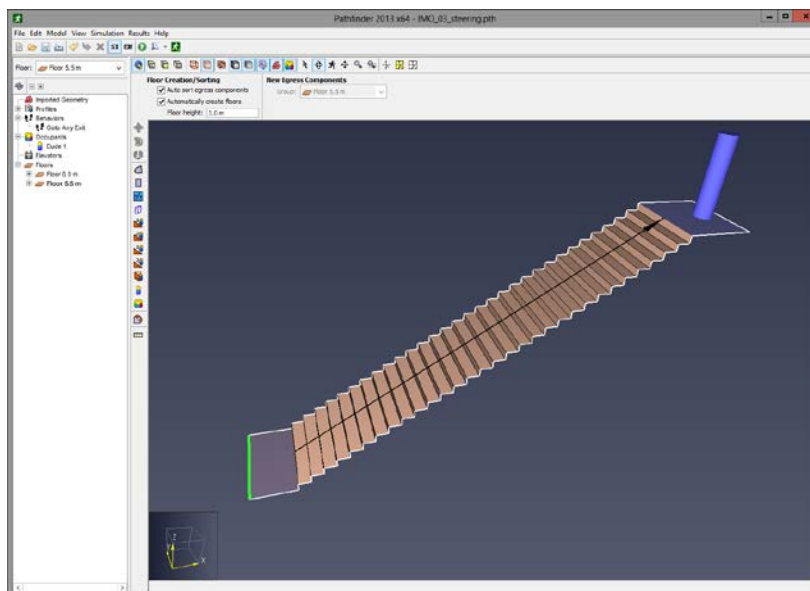 Pathfinder 2013 x64 - IMO_03_steering.pth
File Edit Model View Simulation Results Help
Floor: Floor 5.5 m
Floor Creation/Sorting
New Egress Components
Auto sort egress components
Group: Floor 5.5 m
Automatically create floors
Floor height: 3.0 m
Imported Geometry
Profiles
Behaviors
Goto Any Exit
Occupants
Dude 1
Elevators
Floors
Floor 0.0 m
Floor 5.5 m
Z
X